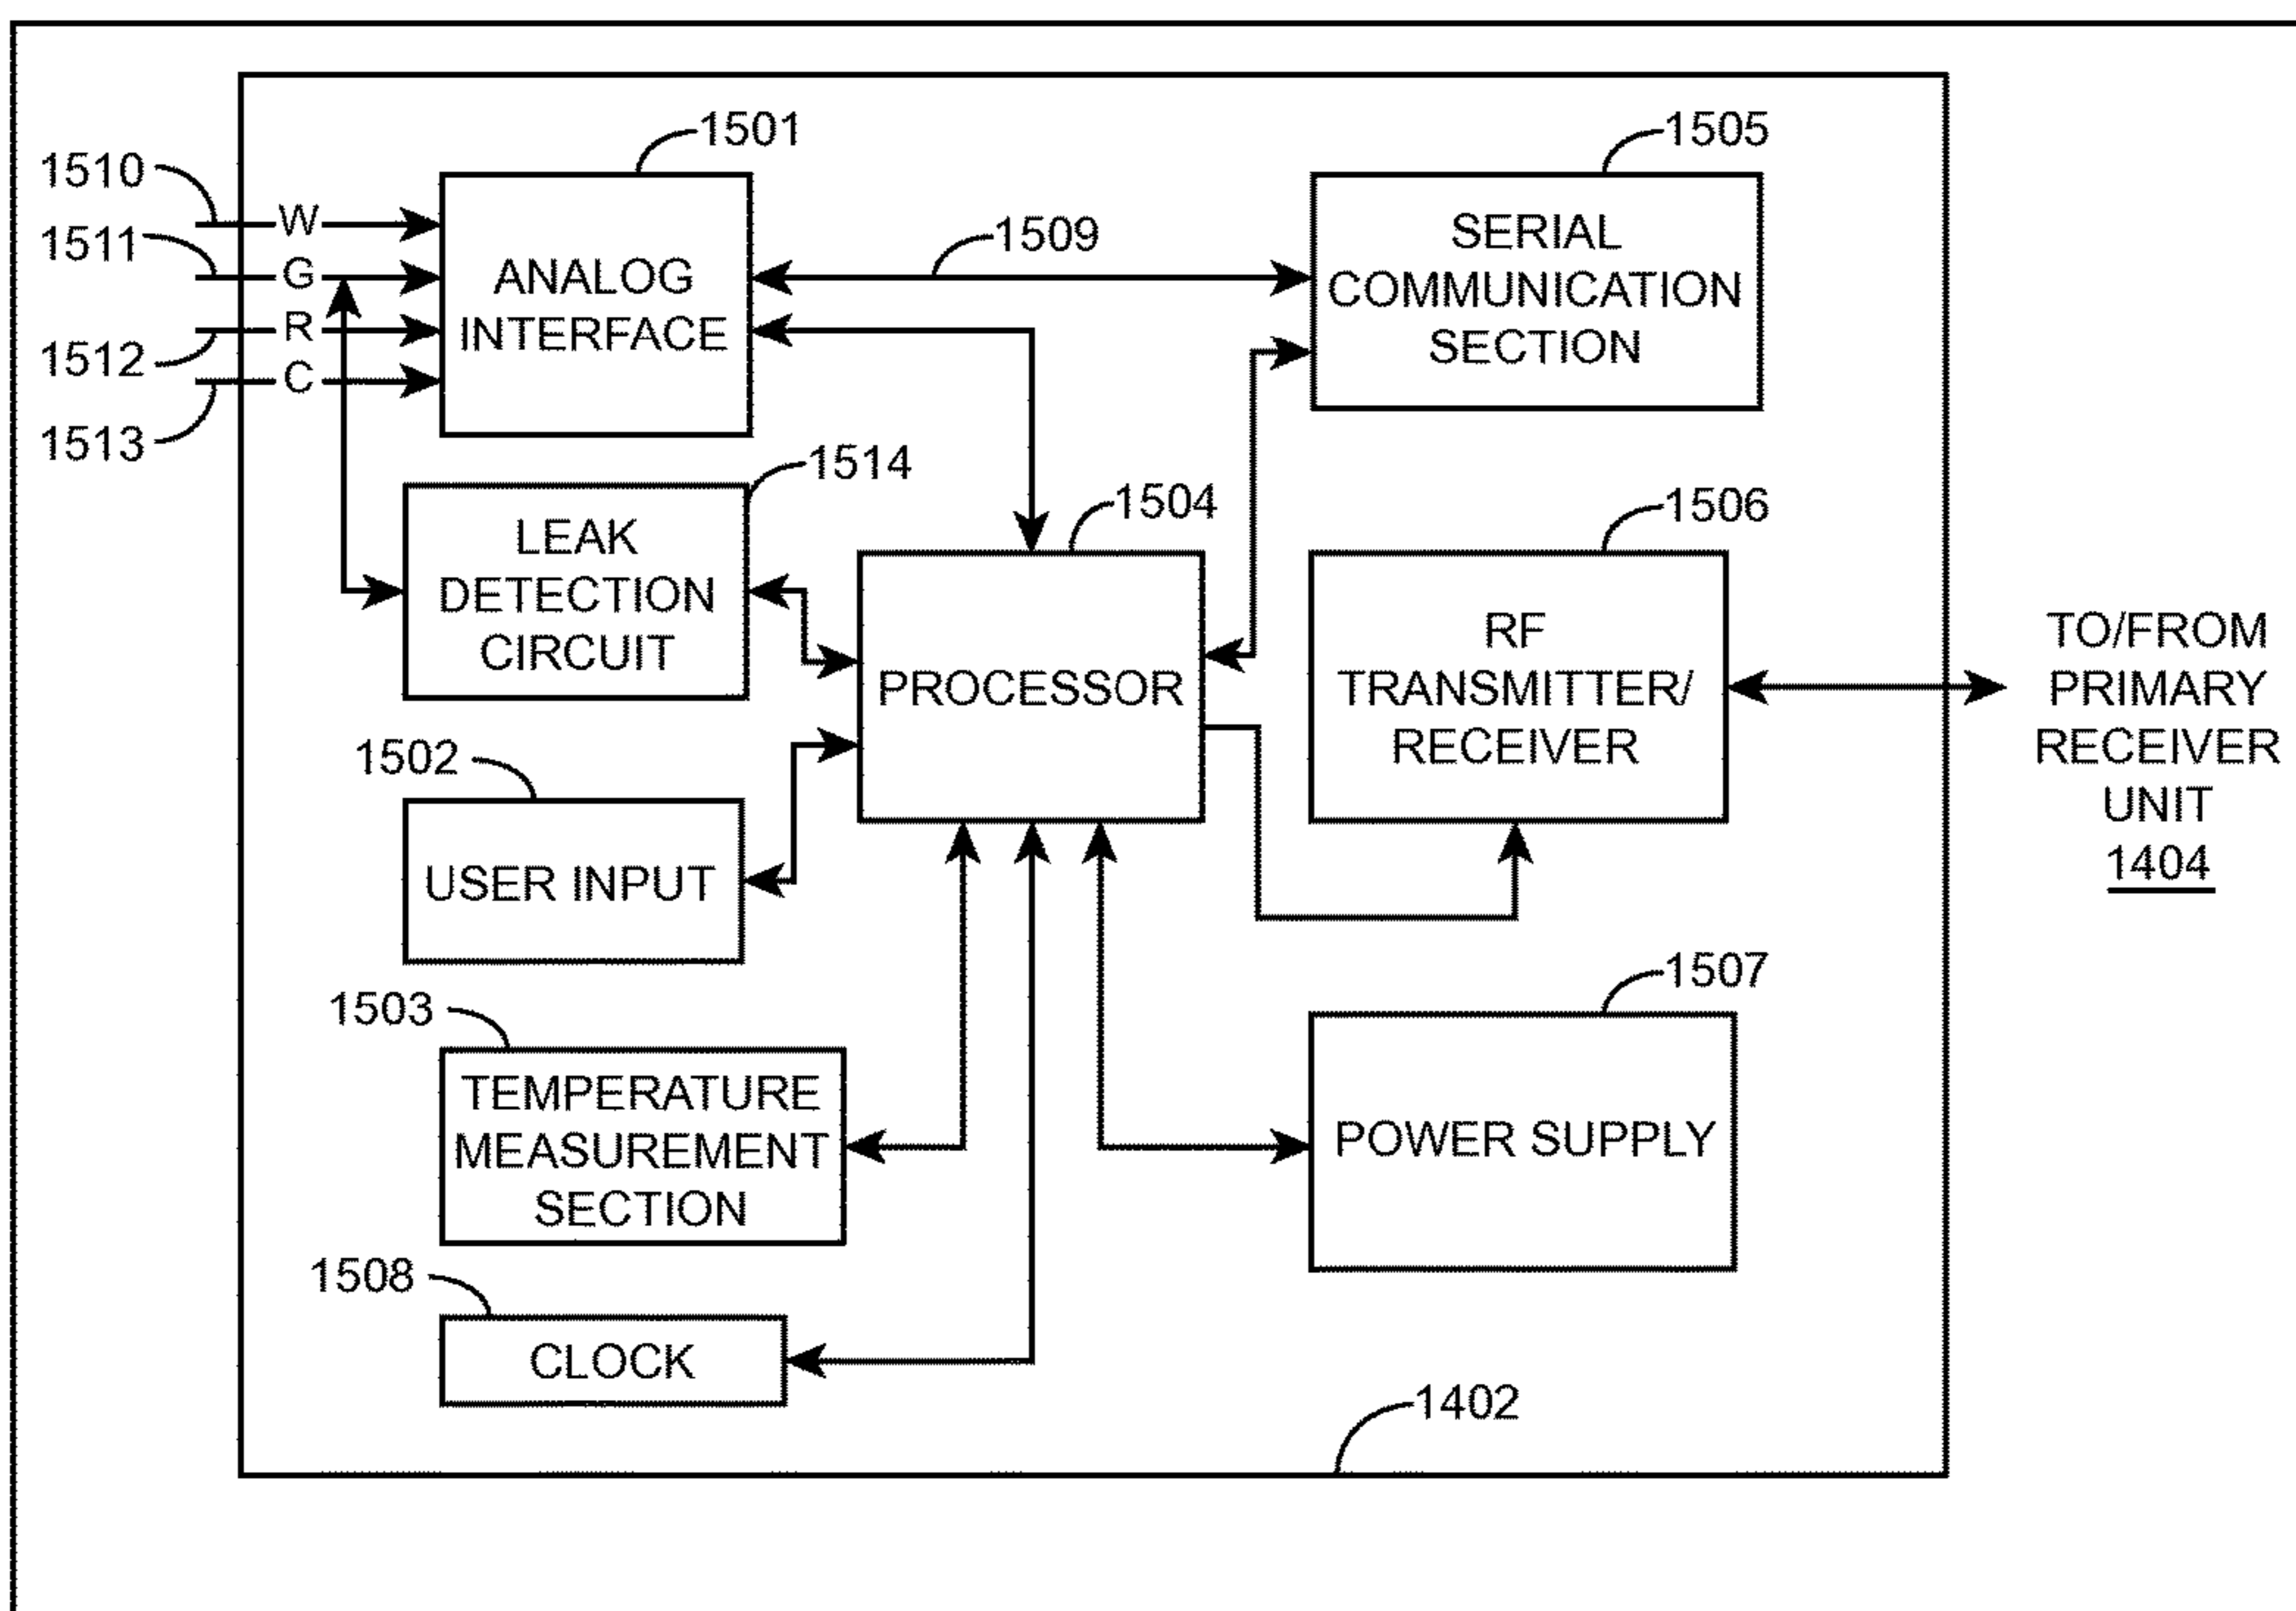 1501
1505
1510
W
1511
G
1509
R
1512
C
1513
ANALOG
INTERFACE
SERIAL
COMMUNICATION
SECTION
1514
1504
1506
LEAK
DETECTION
CIRCUIT
PROCESSOR
RF
TRANSMITTER/
RECEIVER
TO/FROM
PRIMARY
RECEIVER
UNIT
1404
1502
USER INPUT
1507
1503
TEMPERATURE
MEASUREMENT
SECTION
POWER SUPPLY
1508
CLOCK
1402